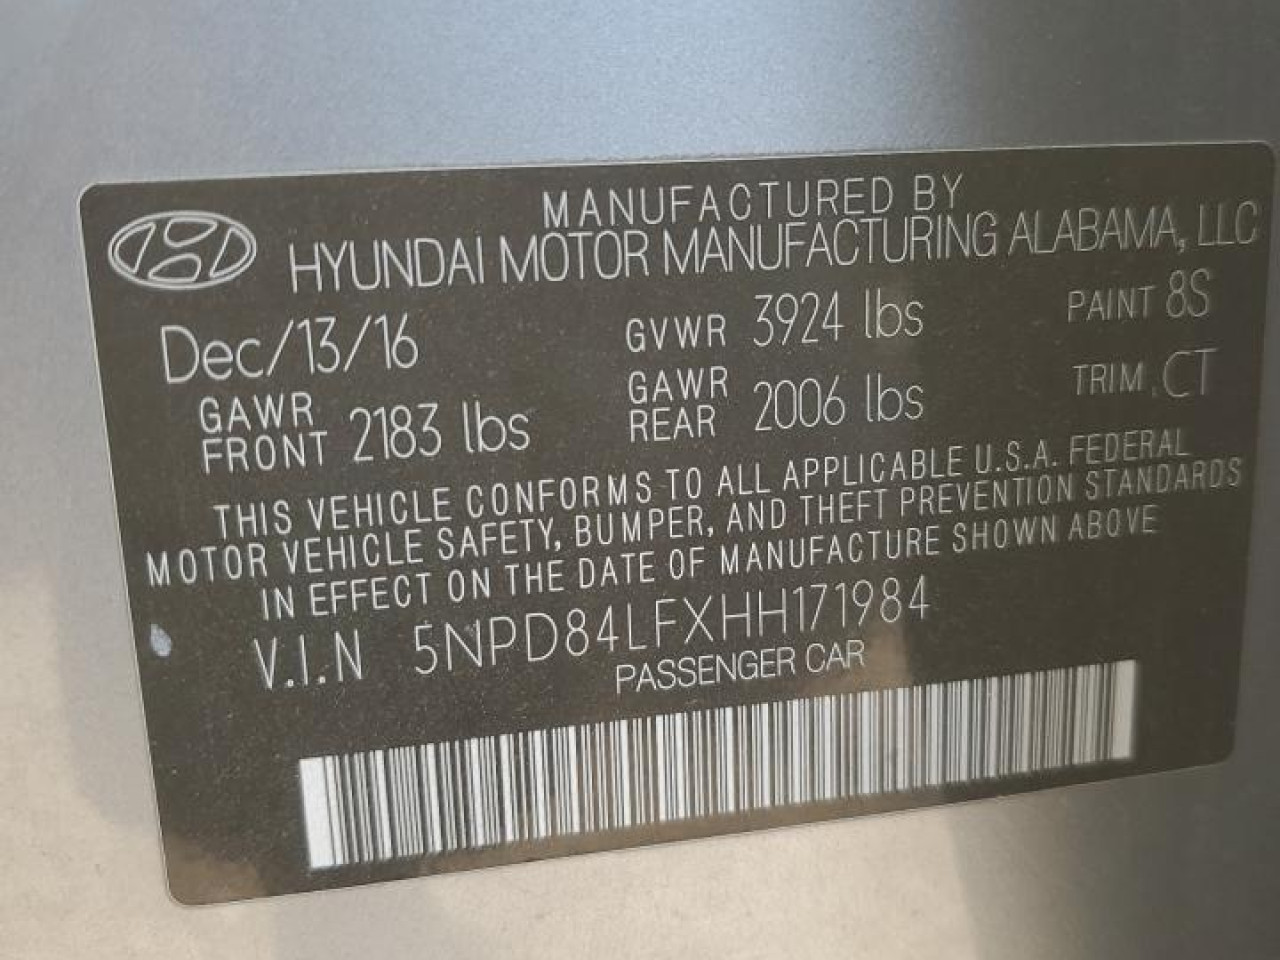 MANUFACTURED BY
HYUNDAI MOTOR MANUFACTURING ALABAMA, LLC
Dec/13/16 GVWR 3924 lbs PAINT 8S
GAWR FRONT 2183 lbs GAWR REAR 2006 lbs TRIM CT
THIS VEHICLE CONFORMS TO ALL APPLICABLE U.S.A. FEDERAL
MOTOR VEHICLE SAFETY, BUMPER, AND THEFT PREVENTION STANDARDS
IN EFFECT ON THE DATE OF MANUFACTURE SHOWN ABOVE
V.I.N 5NPD84LFXHH171984
PASSENGER CAR